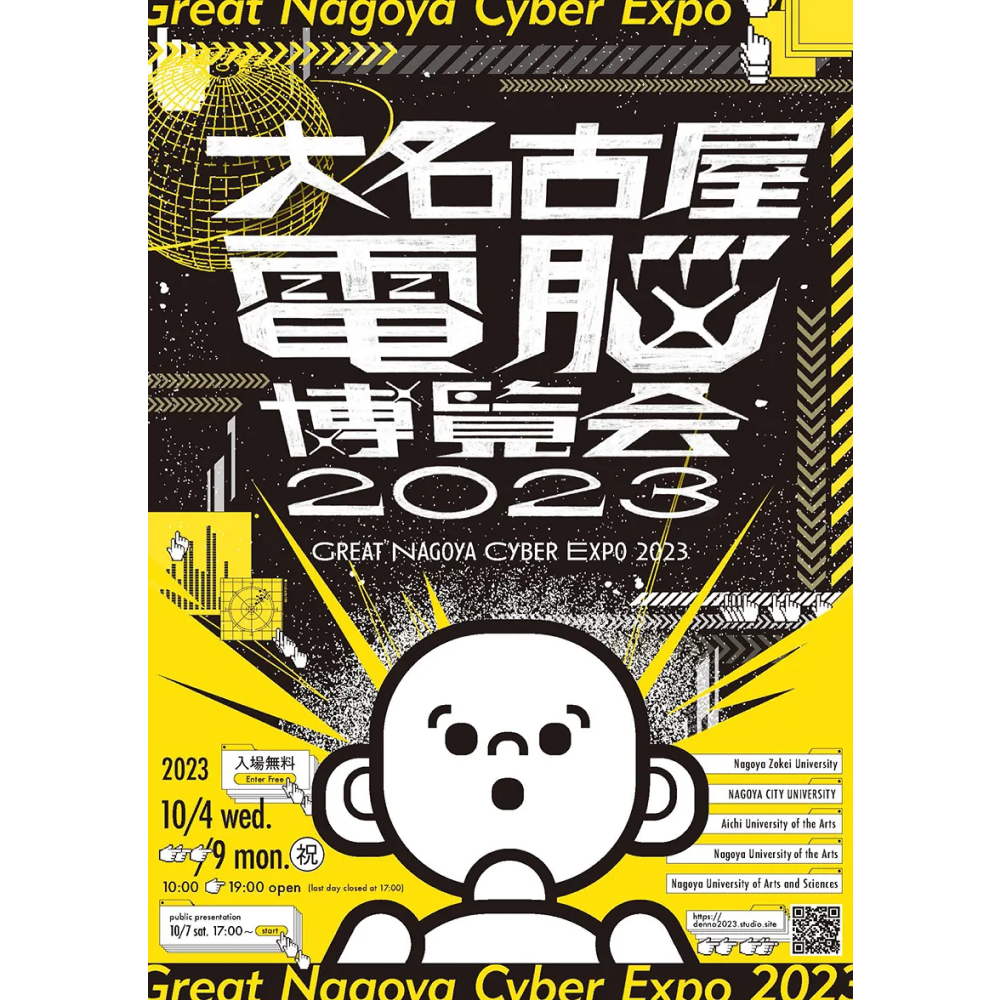 Great Nagoya Cyber Expo
大名古屋
電脳
博覧会
2023
GREAT NAGOYA CYBER EXPO 2023
2023
入場無料
Enter Free
10/4 wed.
/9 mon. 祝
10:00 19:00 open (last day closed at 17:00)
public presentation
10/7 sat. 17:00~ start
Nagoya Zokei University
NAGOYA CITY UNIVERSITY
Aichi University of the Arts
Nagoya University of the Arts
Nagoya University of Arts and Sciences
https://
denno2023.studio.site
Great Nagoya Cyber Expo 2023